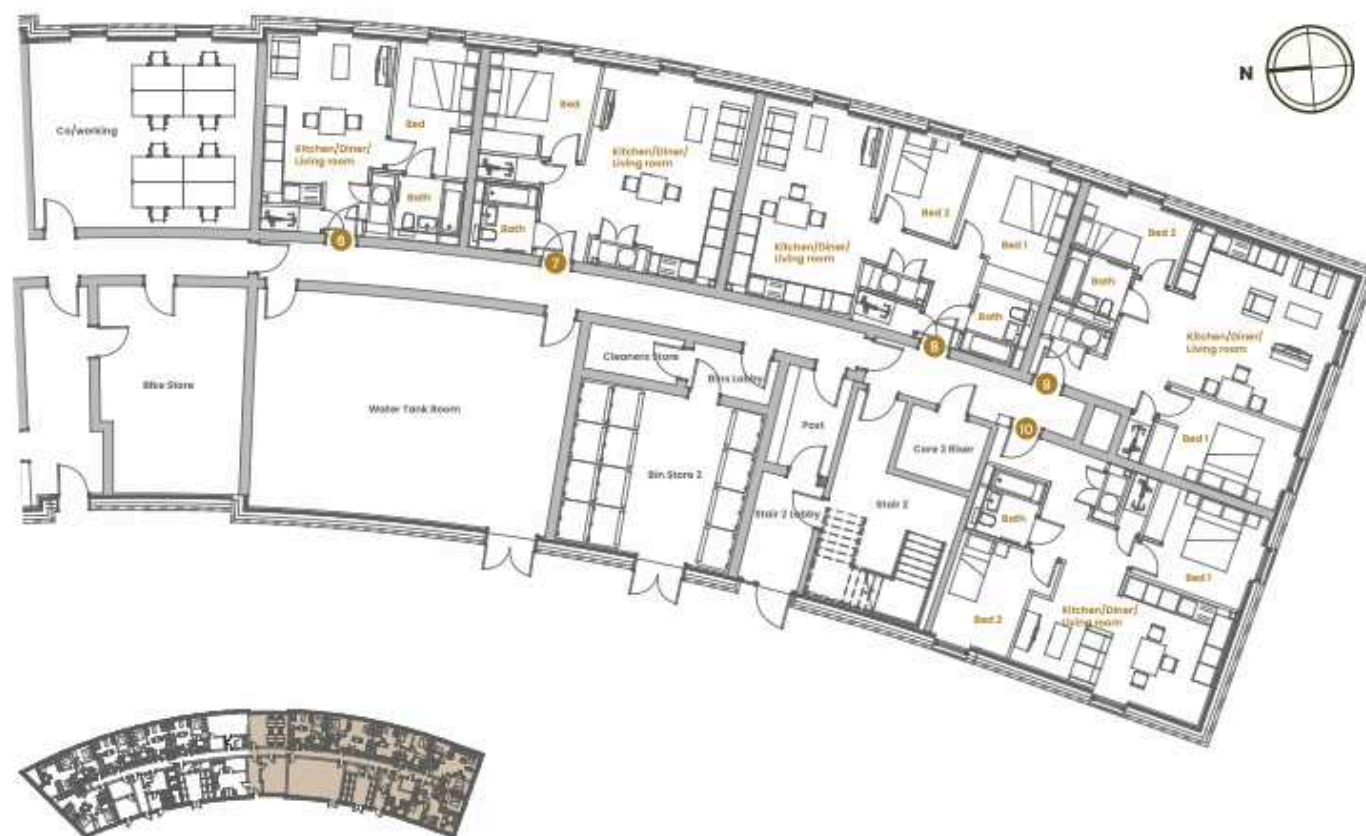 N
Co/working
Kitchen/Diner/
Living room
Bed
Bath
6
Bed
Kitchen/Diner/
Living room
Bath
7
Kitchen/Diner/
Living room
Bed 2
Bed 1
Bath
8
Bed 2
Bath
Kitchen/Diner/
Living room
9
Bed 1
10
Bath
Bed 1
Bed 2
Kitchen/Diner/
Living room
Bike Store
Water Tank Room
Cleaners Store
Bins Lobby
Bin Store 2
Post
Stair 2 Lobby
Stair 2
Core 2 Riser